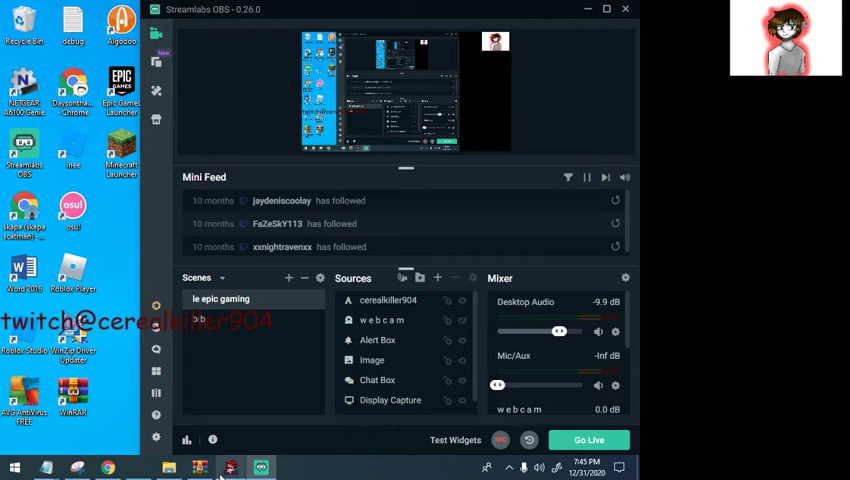 Streamlabs OBS - 0.26.0
Recycle Bin
debug
Algodoo
New
NETGEAR
A6100 Genie
Daysontha...
- Chrome
Epic Games
Launcher
Streamlabs
OBS
inee
Minecraft
Launcher
skapa
scatman) -...
osu!
Word 2016
Roblox Player
Roblox Studio
WinZip Driver
Updater
AVG AntiVirus
FREE
WinRAR
twitch@cerealkiller904
Mini Feed
10 months jaydeniscoolay has followed
10 months FaZeSkY113 has followed
10 months xxnightravenxx has followed
Scenes
le epic gaming
Sources
cerealkiller904
w e b c a m
Alert Box
Image
Chat Box
Display Capture
Mixer
Desktop Audio -9.9 dB
Mic/Aux -Inf dB
w e b c a m 0.0 dB
Test Widgets
REC
Go Live
7:45 PM
12/31/2020